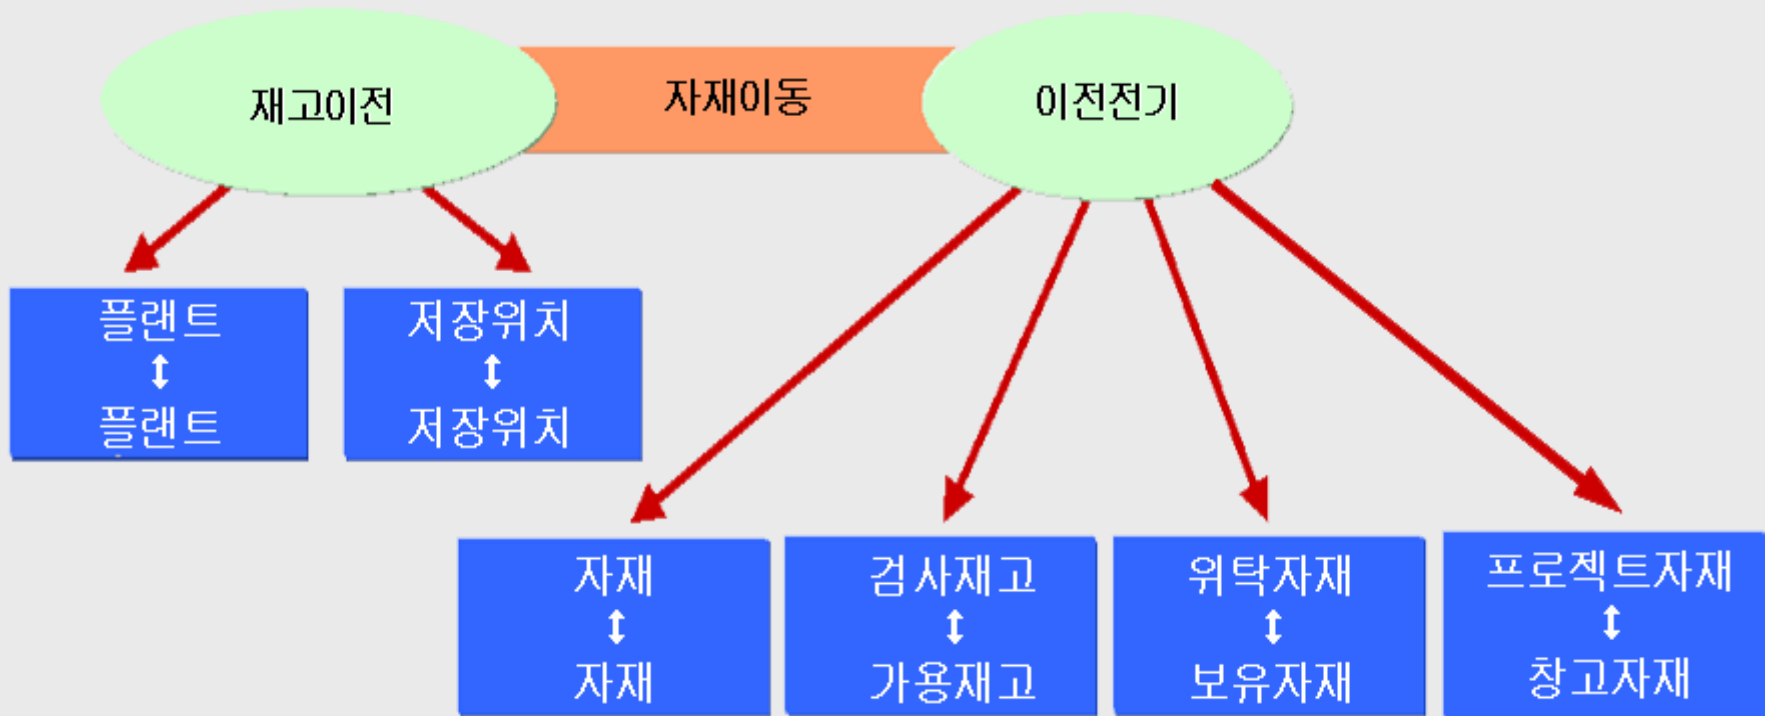 재고이전
자재이동
이전전기
플랜트
↕
플랜트
저장위치
↕
저장위치
자재
↕
자재
검사재고
↕
가용재고
위탁자재
↕
보유자재
프로젝트자재
↕
창고자재